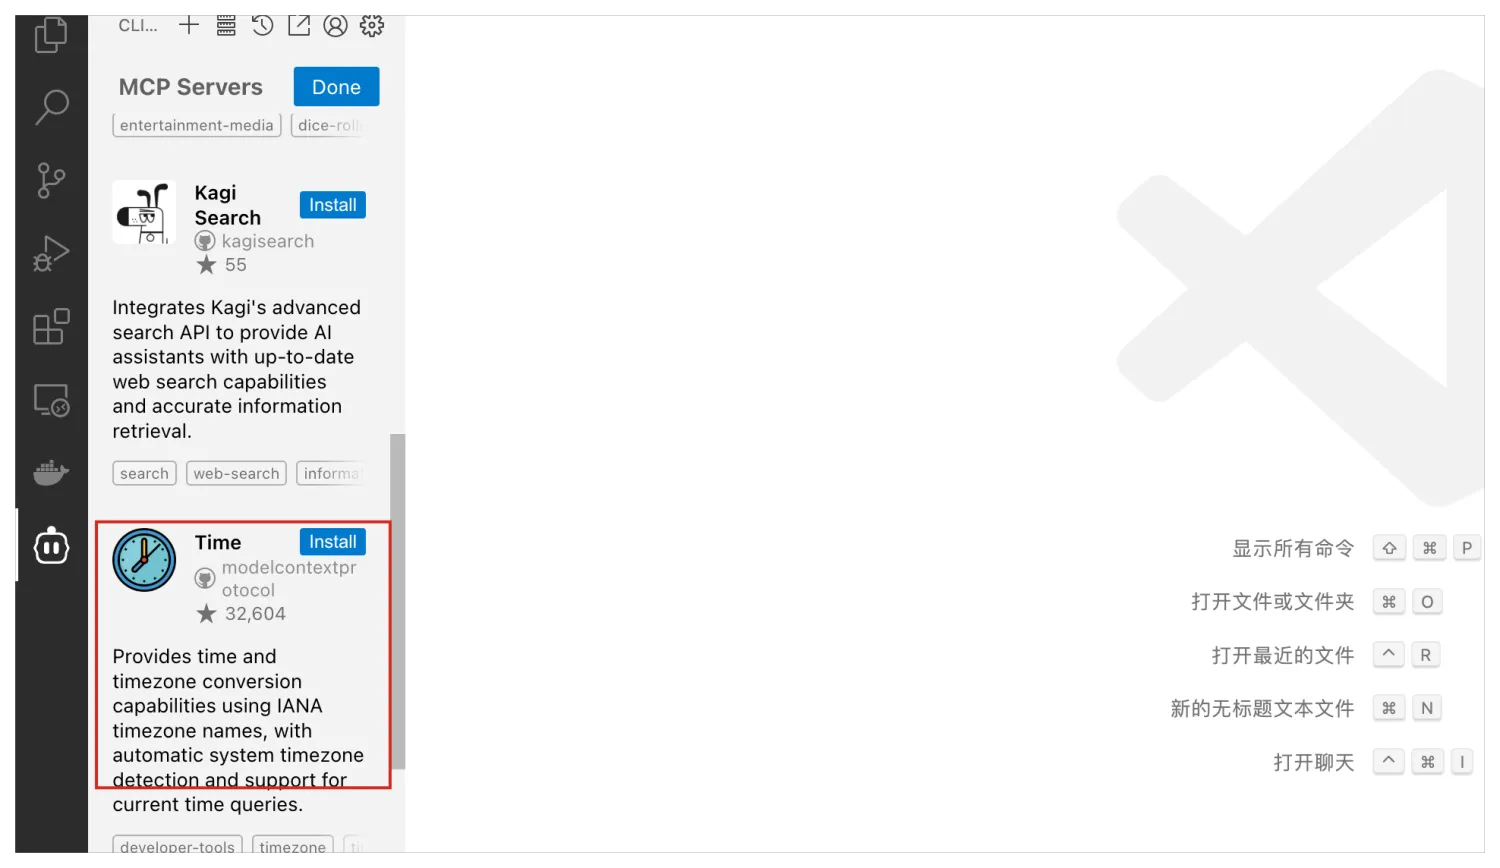 CLI...
MCP Servers
Done
entertainment-media
dice-roll
Kagi
Search
Install
kagisearch
55
Integrates Kagi's advanced
search API to provide AI
assistants with up-to-date
web search capabilities
and accurate information
retrieval.
search
web-search
informa
Time
Install
modelcontextpr
otocol
32,604
Provides time and
timezone conversion
capabilities using IANA
timezone names, with
automatic system timezone
detection and support for
current time queries.
developer-tools
timezone
显示所有命令 ⇧ ⌘ P
打开文件或文件夹 ⌘ O
打开最近的文件 ^ R
新的无标题文本文件 ⌘ N
打开聊天 ^ ⌘ I